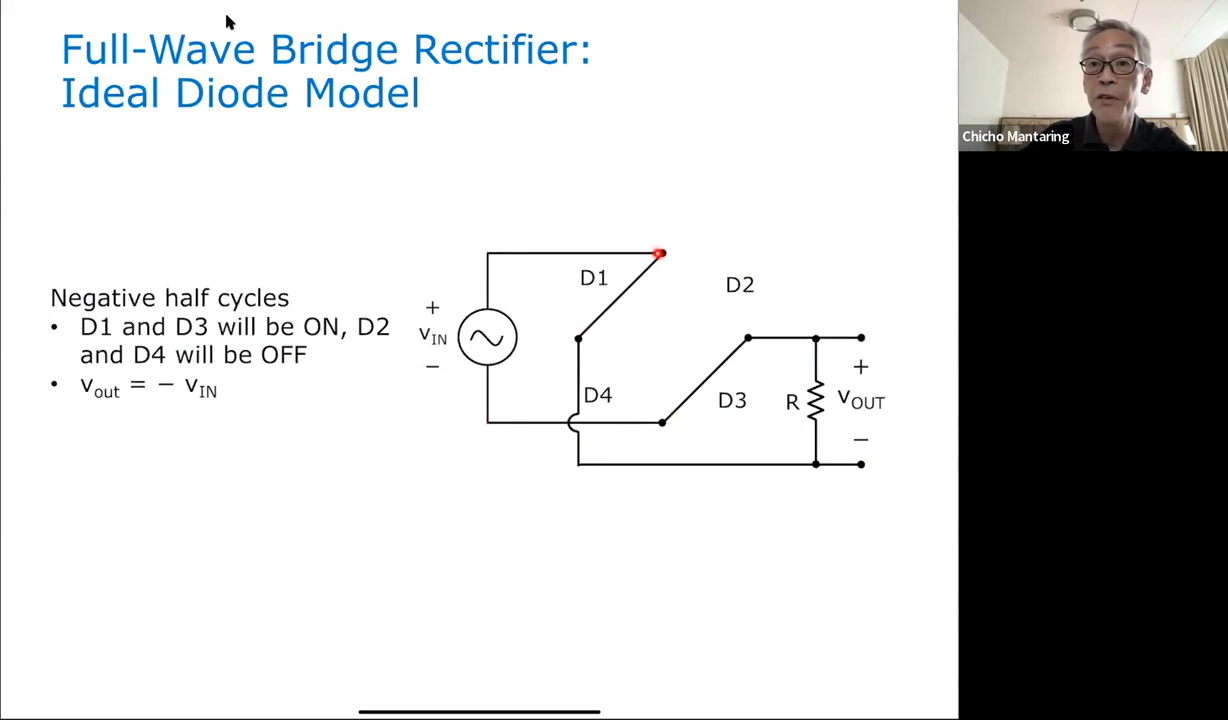 Full-Wave Bridge Rectifier:
Ideal Diode Model
Chicho Mantaring
Negative half cycles
• D1 and D3 will be ON, D2
and D4 will be OFF
• vout = − vIN
+
vIN
−
D1
D2
D4
D3
R
+
vOUT
−